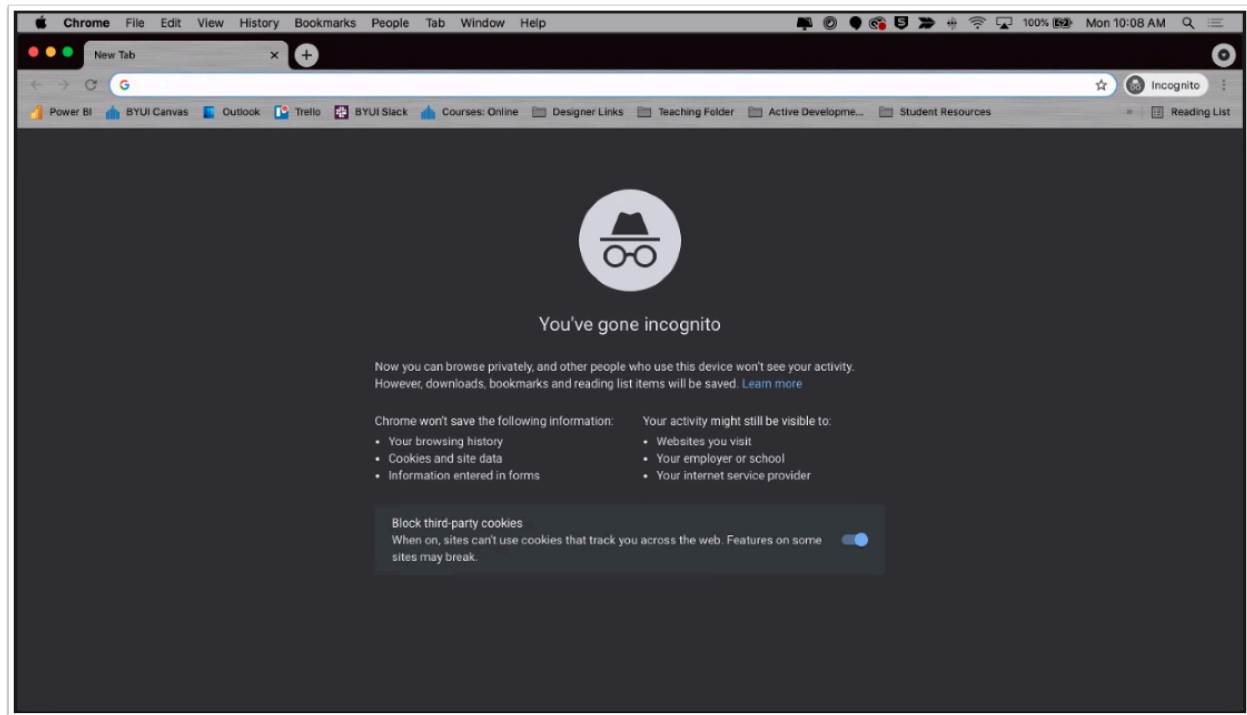 Chrome File Edit View History Bookmarks People Tab Window Help 100% Mon 10:08 AM
New Tab
Incognito
Power BI BYUI Canvas Outlook Trello BYUI Slack Courses: Online Designer Links Teaching Folder Active Developme... Student Resources » Reading List
You've gone incognito
Now you can browse privately, and other people who use this device won't see your activity.
However, downloads, bookmarks and reading list items will be saved. Learn more
Chrome won't save the following information:
• Your browsing history
• Cookies and site data
• Information entered in forms
Your activity might still be visible to:
• Websites you visit
• Your employer or school
• Your internet service provider
Block third-party cookies
When on, sites can't use cookies that track you across the web. Features on some
sites may break.